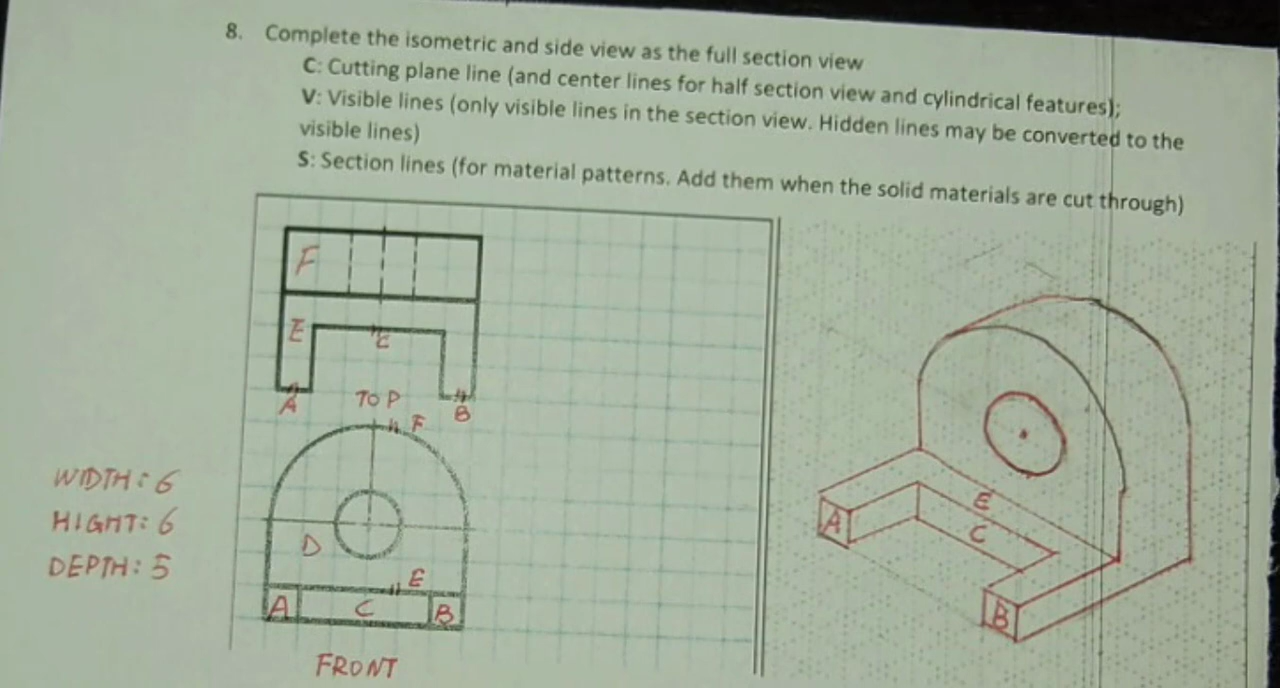 8. Complete the isometric and side view as the full section view
C: Cutting plane line (and center lines for half section view and cylindrical features);
V: Visible lines (only visible lines in the section view. Hidden lines may be converted to the
visible lines)
S: Section lines (for material patterns. Add them when the solid materials are cut through)
F
E
C
A
TOP
B
F
WIDTH: 6
HIGHT: 6
DEPTH: 5
D
E
A
C
B
FRONT
E
A
C
B